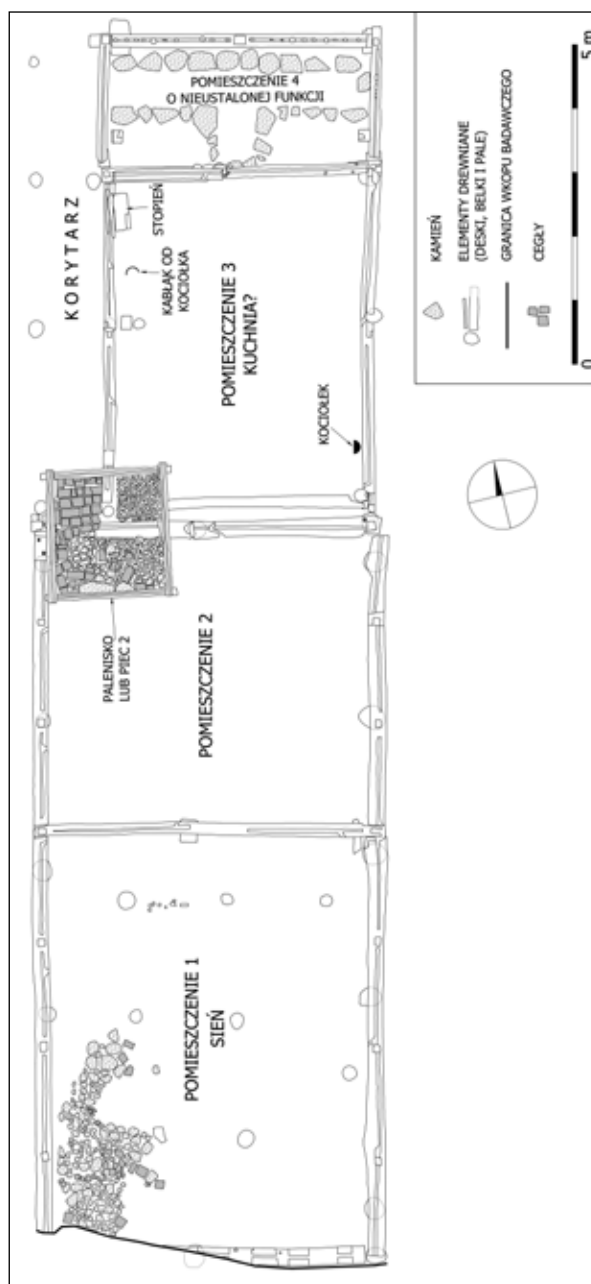 POMIESZCZENIE 4
O NIEUSTALONEJ FUNKCJI
KORYTARZ
STOPIEŃ
KABŁĄK OD
KOCIOŁKA
POMIESZCZENIE 3
KUCHNIA?
KOCIOŁEK
PALENISKO
LUB PIEC 2
POMIESZCZENIE 2
POMIESZCZENIE 1
SIEŃ
KAMIEŃ
ELEMENTY DREWNIANE
(DESKI, BELKI I PALE)
GRANICA WKOPU BADAWCZEGO
CEGŁY
0
5 m